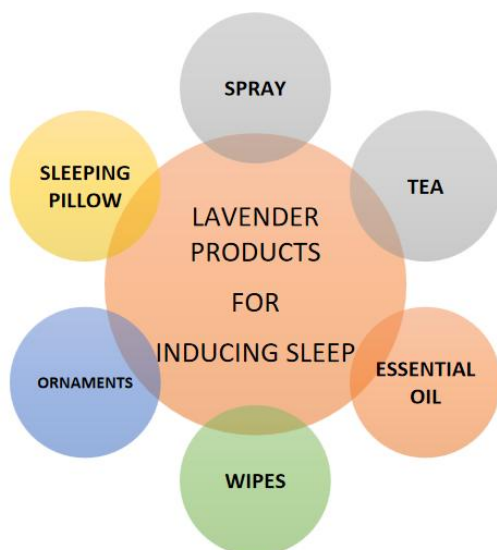 SPRAY
SLEEPING
PILLOW
TEA
LAVENDER
PRODUCTS
FOR
INDUCING SLEEP
ORNAMENTS
ESSENTIAL
OIL
WIPES